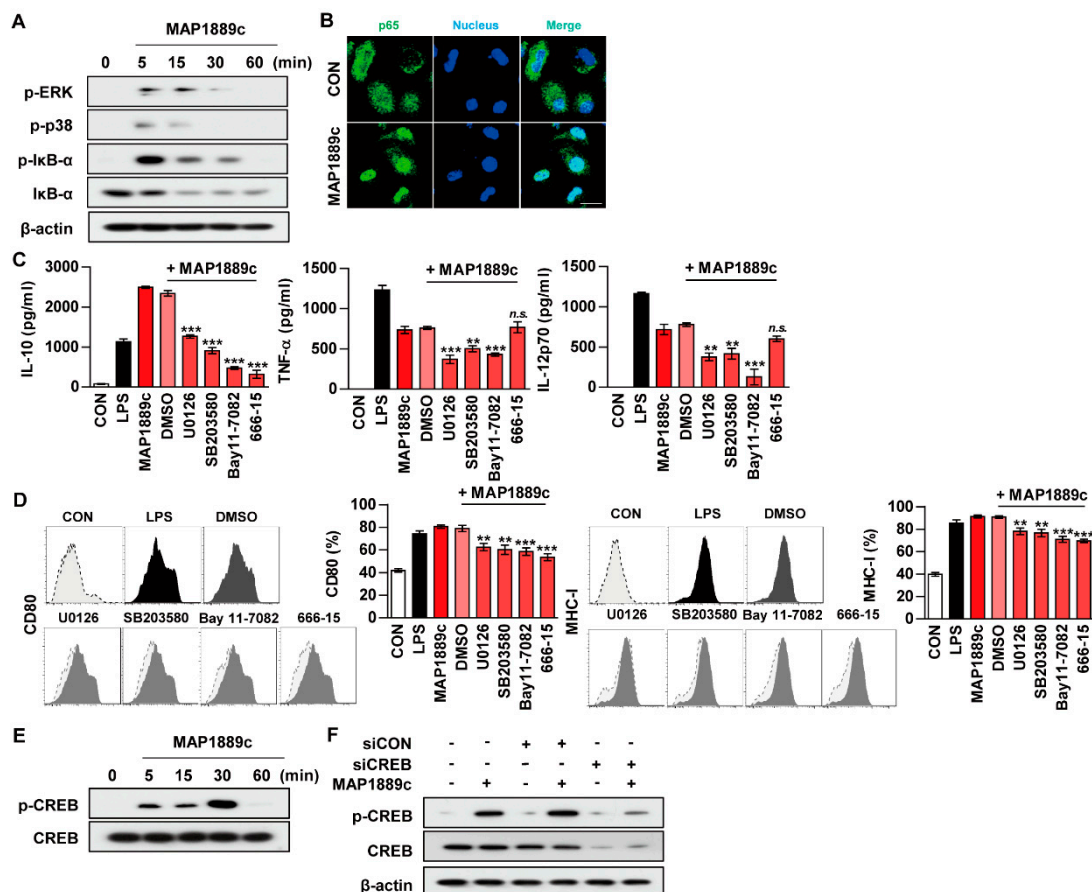 A
MAP1889c
0 5 15 30 60 (min)
p-ERK
p-p38
p-IκB-α
IκB-α
β-actin
B
p65 Nucleus Merge
CON
MAP1889c
C
+ MAP1889c
IL-10 (pg/ml)
3000
2000
1000
0
*** *** *** ***
CON LPS MAP1889c DMSO U0126 SB203580 Bay11-7082 666-15
+ MAP1889c
TNF-α (pg/ml)
1500
1000
500
0
*** ** *** n.s.
CON LPS MAP1889c DMSO U0126 SB203580 Bay11-7082 666-15
+ MAP1889c
IL-12p70 (pg/ml)
1500
1000
500
0
** ** *** n.s.
CON LPS MAP1889c DMSO U0126 SB203580 Bay11-7082 666-15
D
CON LPS DMSO
CD80
U0126 SB203580 Bay 11-7082 666-15
+ MAP1889c
CD80 (%)
100
80
60
40
20
0
** ** *** ***
CON LPS MAP1889c DMSO U0126 SB203580 Bay11-7082 666-15
CON LPS DMSO
MHC-I
U0126 SB203580 Bay 11-7082 666-15
+ MAP1889c
MHC-I (%)
100
80
60
40
20
0
** ** *** ***
CON LPS MAP1889c DMSO U0126 SB203580 Bay11-7082 666-15
E
MAP1889c
0 5 15 30 60 (min)
p-CREB
CREB
F
siCON - - + + - -
siCREB - - - - + +
MAP1889c - + - + - +
p-CREB
CREB
β-actin